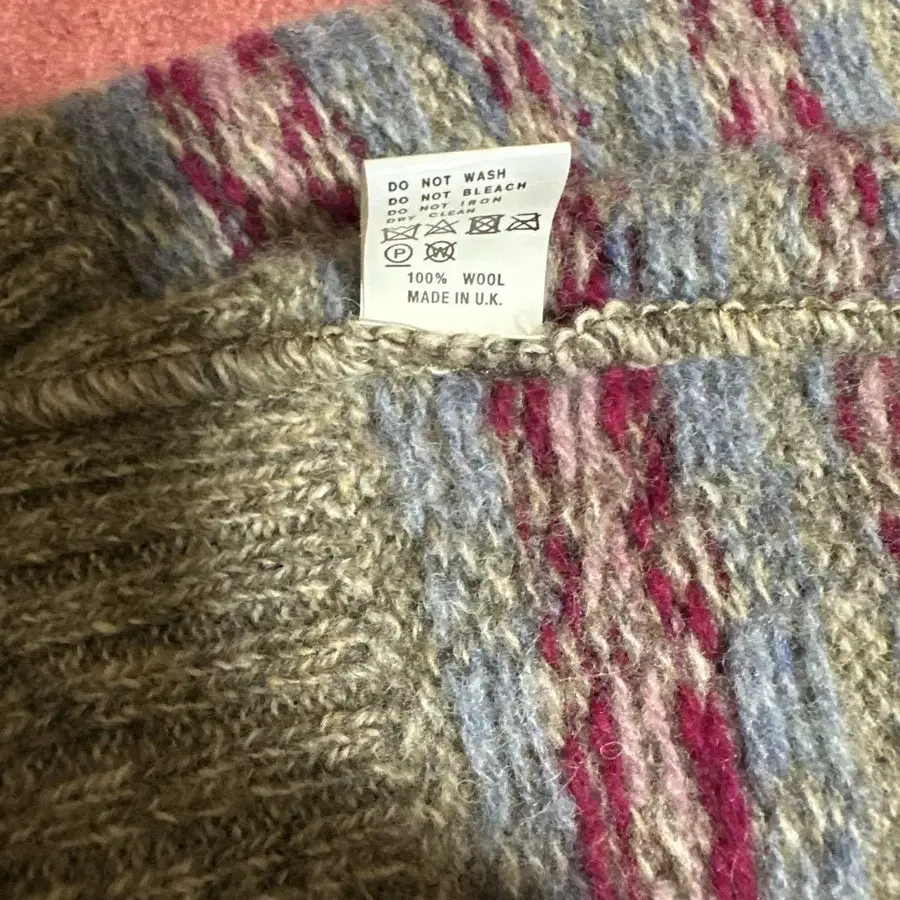 DO NOT WASH
DO NOT BLEACH
DO NOT IRON
DRY CLEAN
P W
100% WOOL
MADE IN U.K.